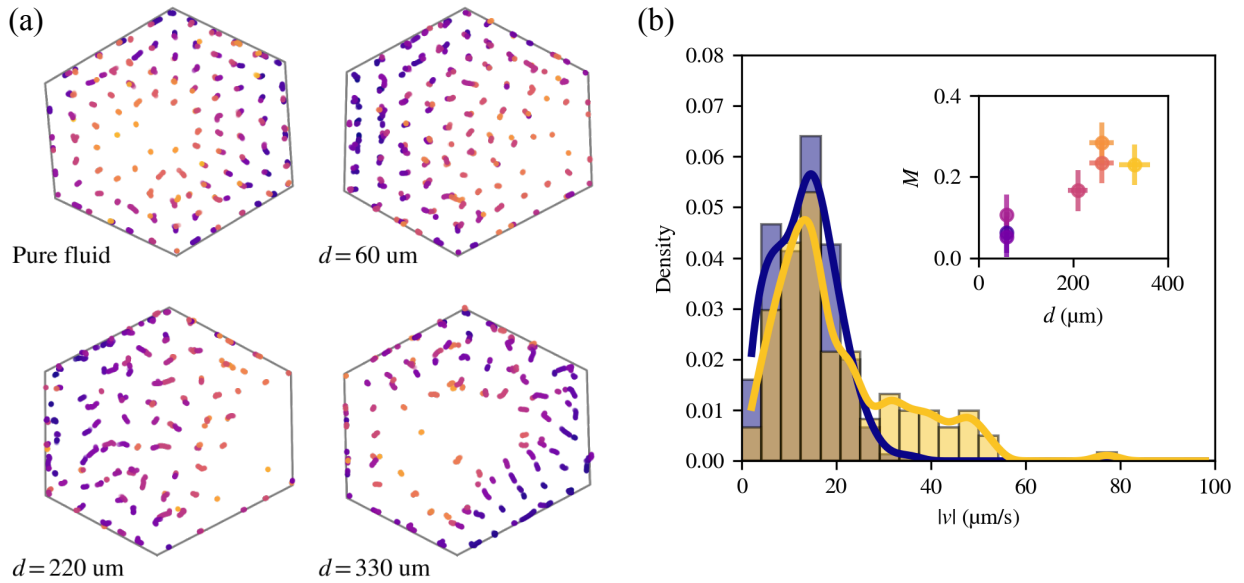 (a)
Pure fluid
d = 60 um
d = 220 um
d = 330 um
(b)
0.08
0.07
0.06
0.05
0.04
0.03
0.02
0.01
0.00
Density
0
20
40
60
80
100
|v| (μm/s)
0.4
0.2
0.0
M
200
400
d (μm)